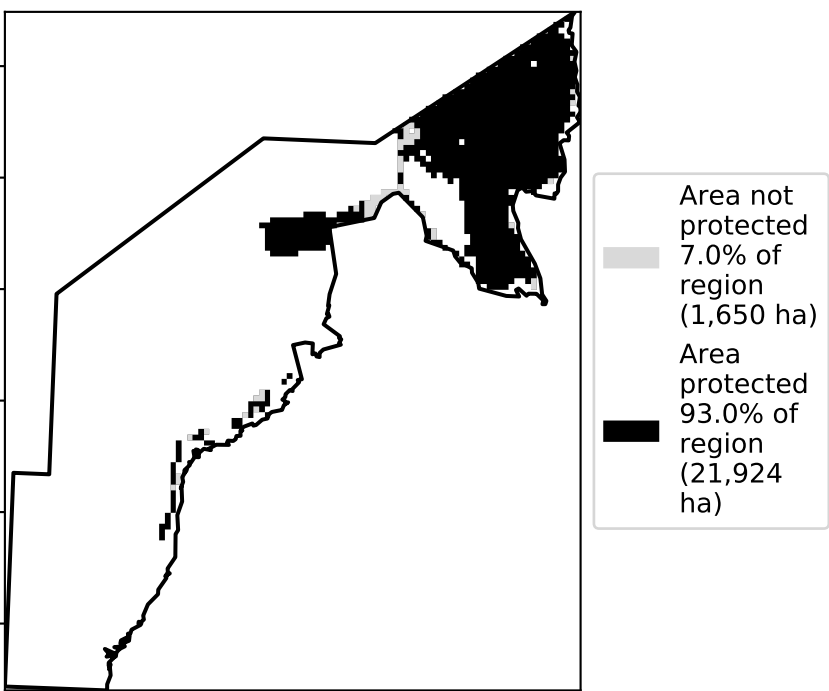 Area not
protected
7.0% of
region
(1,650 ha)
Area
protected
93.0% of
region
(21,924
ha)